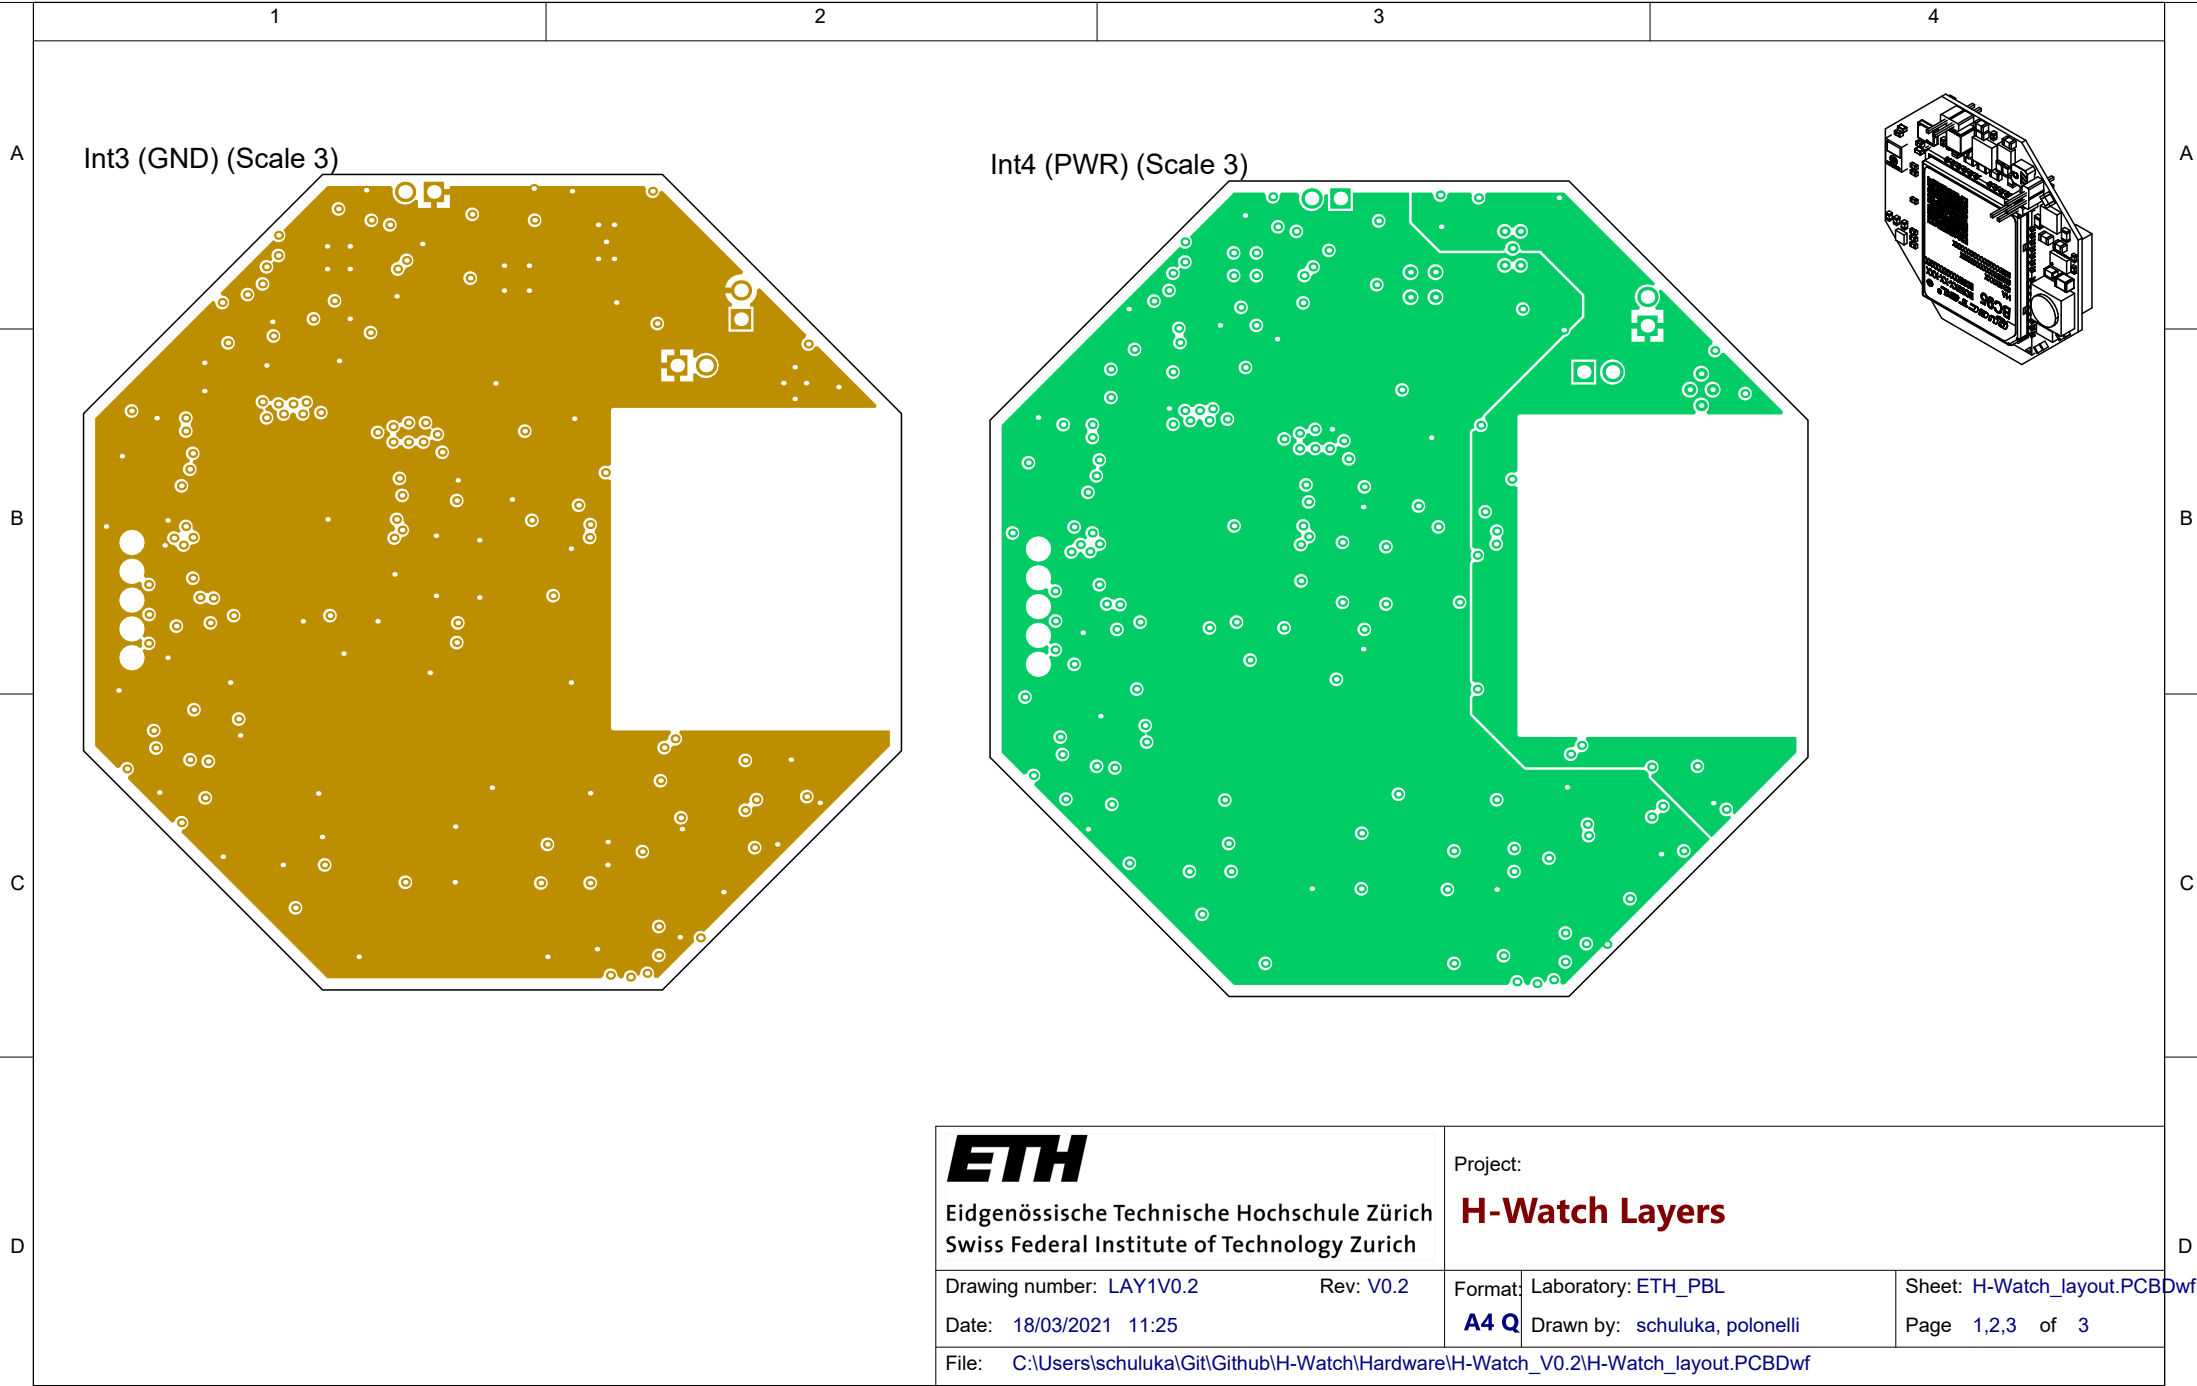 1 2 3 4
A A
Int3 (GND) (Scale 3)
Int4 (PWR) (Scale 3)
BC95
B B
C C
D D
ETH
Eidgenössische Technische Hochschule Zürich
Swiss Federal Institute of Technology Zurich
Project:
H-Watch Layers
Drawing number: LAY1V0.2 Rev: V0.2
Date: 18/03/2021 11:25
Format:
A4 Q
Laboratory: ETH_PBL
Drawn by: schuluka, polonelli
Sheet: H-Watch_layout.PCBDwf
Page 1,2,3 of 3
File: C:\Users\schuluka\Git\Github\H-Watch\Hardware\H-Watch_V0.2\H-Watch_layout.PCBDwf